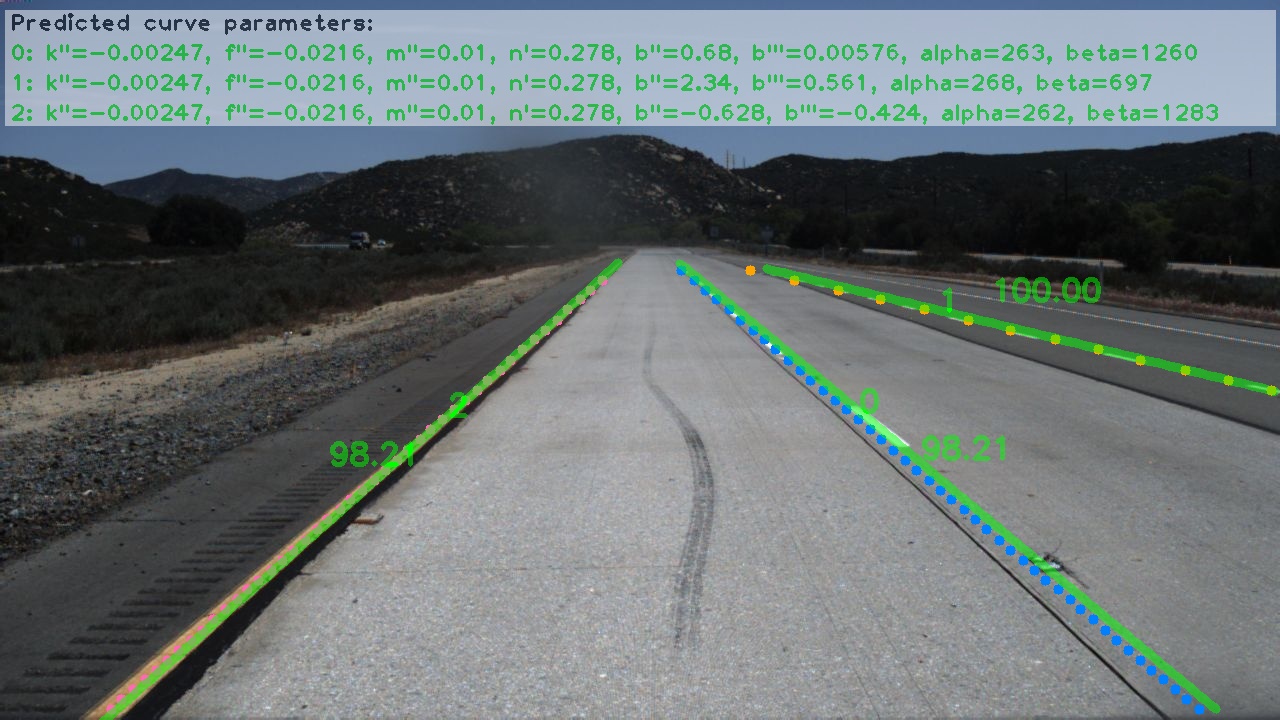 Predicted curve parameters:
0: k''=-0.00247, f''=-0.0216, m''=0.01, n'=0.278, b''=0.68, b'''=0.00576, alpha=263, beta=1260
1: k''=-0.00247, f''=-0.0216, m''=0.01, n'=0.278, b''=2.34, b'''=0.561, alpha=268, beta=697
2: k''=-0.00247, f''=-0.0216, m''=0.01, n'=0.278, b''=-0.628, b'''=-0.424, alpha=262, beta=1283
1 100.00
2
0
98.21
98.21